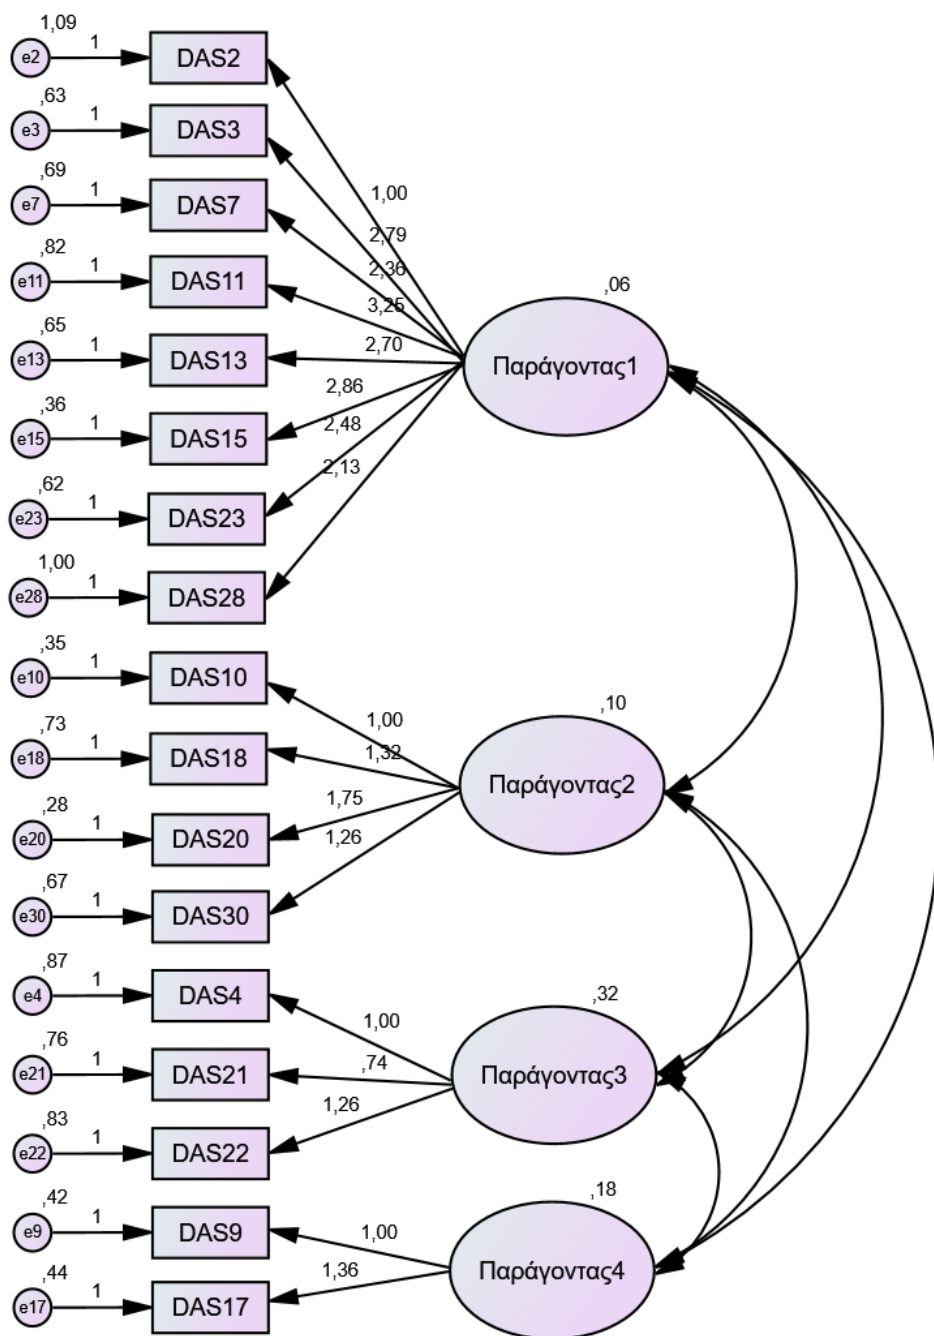 1,09
e2 1 DAS2
,63
e3 1 DAS3
,69
e7 1 DAS7
,82
e11 1 DAS11
,65
e13 1 DAS13
,36
e15 1 DAS15
,62
e23 1 DAS23
1,00
e28 1 DAS28
1,00
2,79
2,36
3,25
2,70
2,86
2,48
2,13
,06
Παράγοντας1
,35
e10 1 DAS10
,73
e18 1 DAS18
,28
e20 1 DAS20
,67
e30 1 DAS30
1,00
1,32
1,75
1,26
,10
Παράγοντας2
,87
e4 1 DAS4
,76
e21 1 DAS21
,83
e22 1 DAS22
1,00
,74
1,26
,32
Παράγοντας3
,42
e9 1 DAS9
,44
e17 1 DAS17
1,00
1,36
,18
Παράγοντας4